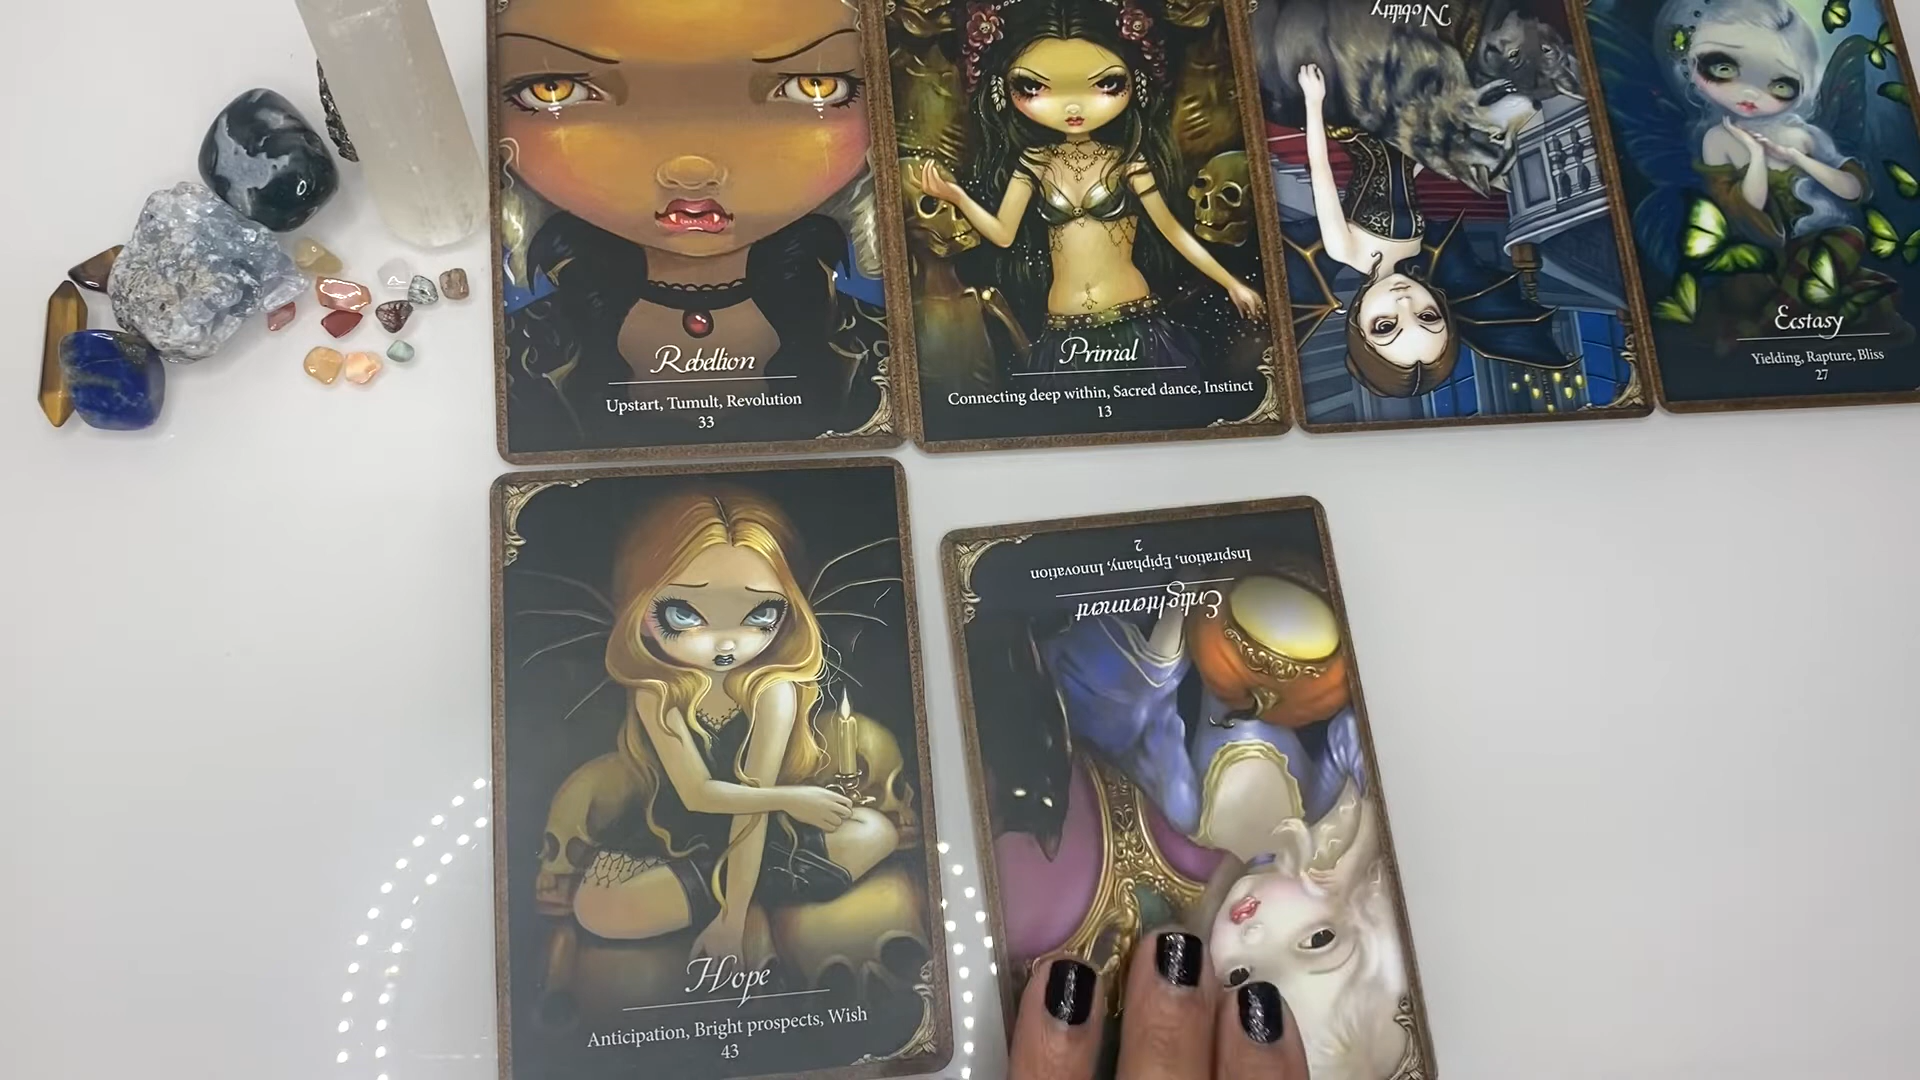 Rebellion
Upstart, Tumult, Revolution
33
Primal
Connecting deep within, Sacred dance, Instinct
13
Nobility
Ecstasy
Yielding, Rapture, Bliss
27
Hope
Anticipation, Bright prospects, Wish
43
Enlightenment
Inspiration, Epiphany, Innovation
2